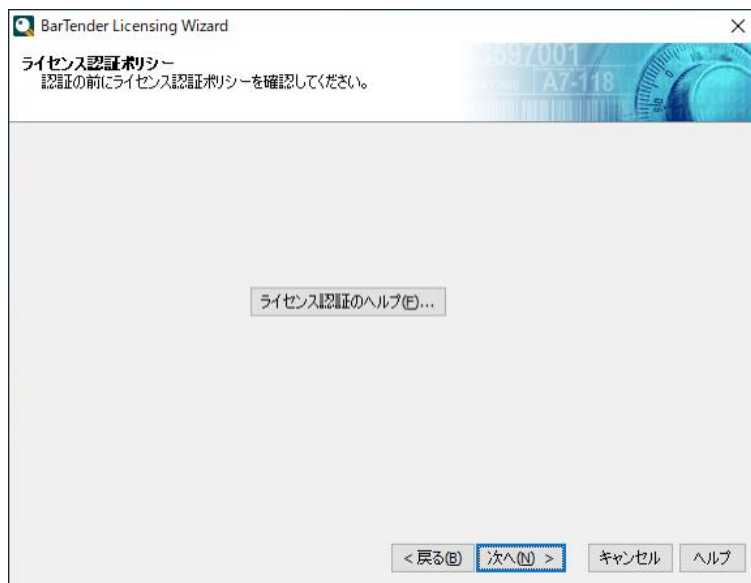 BarTender Licensing Wizard
ライセンス認証ポリシー
認証の前にライセンス認証ポリシーを確認してください。
3597001
A7-118
ライセンス認証のヘルプ(E)...
< 戻る(B)
次へ(N) >
キャンセル
ヘルプ